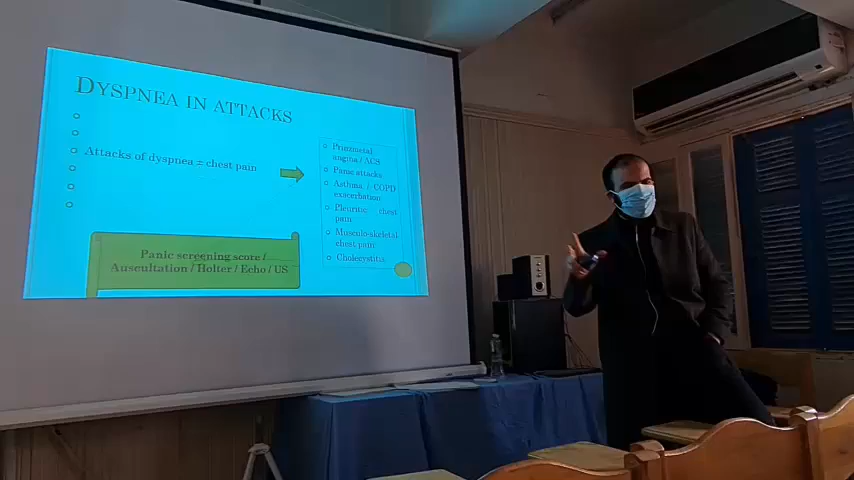 DYSPNEA IN ATTACKS
Attacks of dyspnea = chest pain
Prinzmetal
angina / ACS
Panic attacks
Asthma / COPD
exacerbation
Pleuritic chest
pain
Musculo-skeletal
chest pain
Cholecystitis
Panic screening score /
Auscultation / Holter / Echo / US